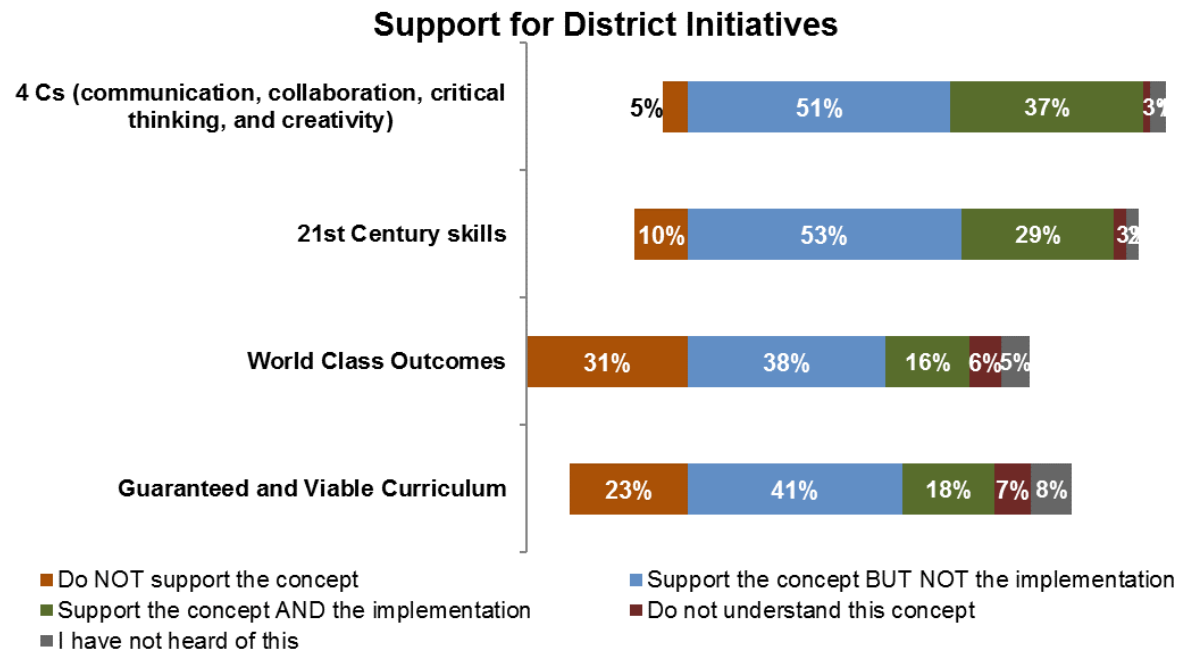 Support for District Initiatives
4 Cs (communication, collaboration, critical
thinking, and creativity)
5% 51% 37% 3%
21st Century skills
10% 53% 29%
World Class Outcomes
31% 38% 16% 6% 5%
Guaranteed and Viable Curriculum
23% 41% 18% 7% 8%
Do NOT support the concept
Support the concept BUT NOT the implementation
Support the concept AND the implementation
Do not understand this concept
I have not heard of this